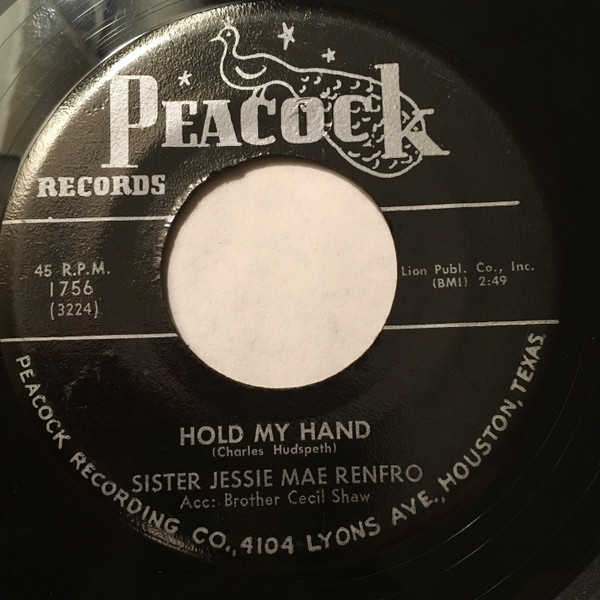 PEACOCK
RECORDS
45 R.P.M.
1756
(3224)
Lion Publ. Co., Inc.
(BMI) 2:49
HOLD MY HAND
(Charles Hudspeth)
SISTER JESSIE MAE RENFRO
Acc: Brother Cecil Shaw
PEACOCK RECORDING CO., 4104 LYONS AVE., HOUSTON, TEXAS